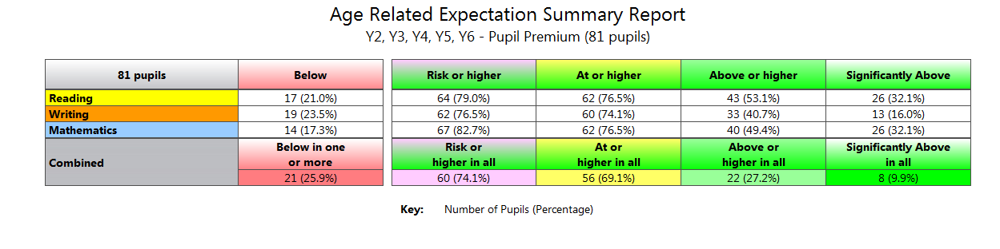 Age Related Expectation Summary Report
Y2, Y3, Y4, Y5, Y6 - Pupil Premium (81 pupils)
81 pupils Below Risk or higher At or higher Above or higher Significantly Above
Reading 17 (21.0%) 64 (79.0%) 62 (76.5%) 43 (53.1%) 26 (32.1%)
Writing 19 (23.5%) 62 (76.5%) 60 (74.1%) 33 (40.7%) 13 (16.0%)
Mathematics 14 (17.3%) 67 (82.7%) 62 (76.5%) 40 (49.4%) 26 (32.1%)
Combined
Below in one
or more
Risk or
higher in all
At or
higher in all
Above or
higher in all
Significantly Above
in all
21 (25.9%) 60 (74.1%) 56 (69.1%) 22 (27.2%) 8 (9.9%)
Key: Number of Pupils (Percentage)